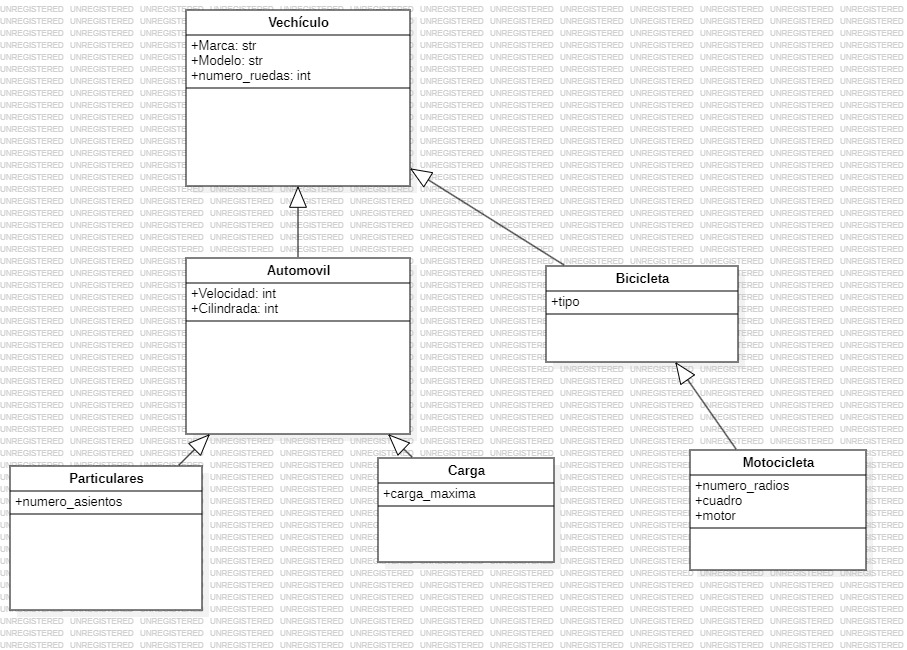 Vechículo
+Marca: str
+Modelo: str
+numero_ruedas: int
Automovil
+Velocidad: int
+Cilindrada: int
Bicicleta
+tipo
Particulares
+numero_asientos
Carga
+carga_maxima
Motocicleta
+numero_radios
+cuadro
+motor
UNREGISTERED